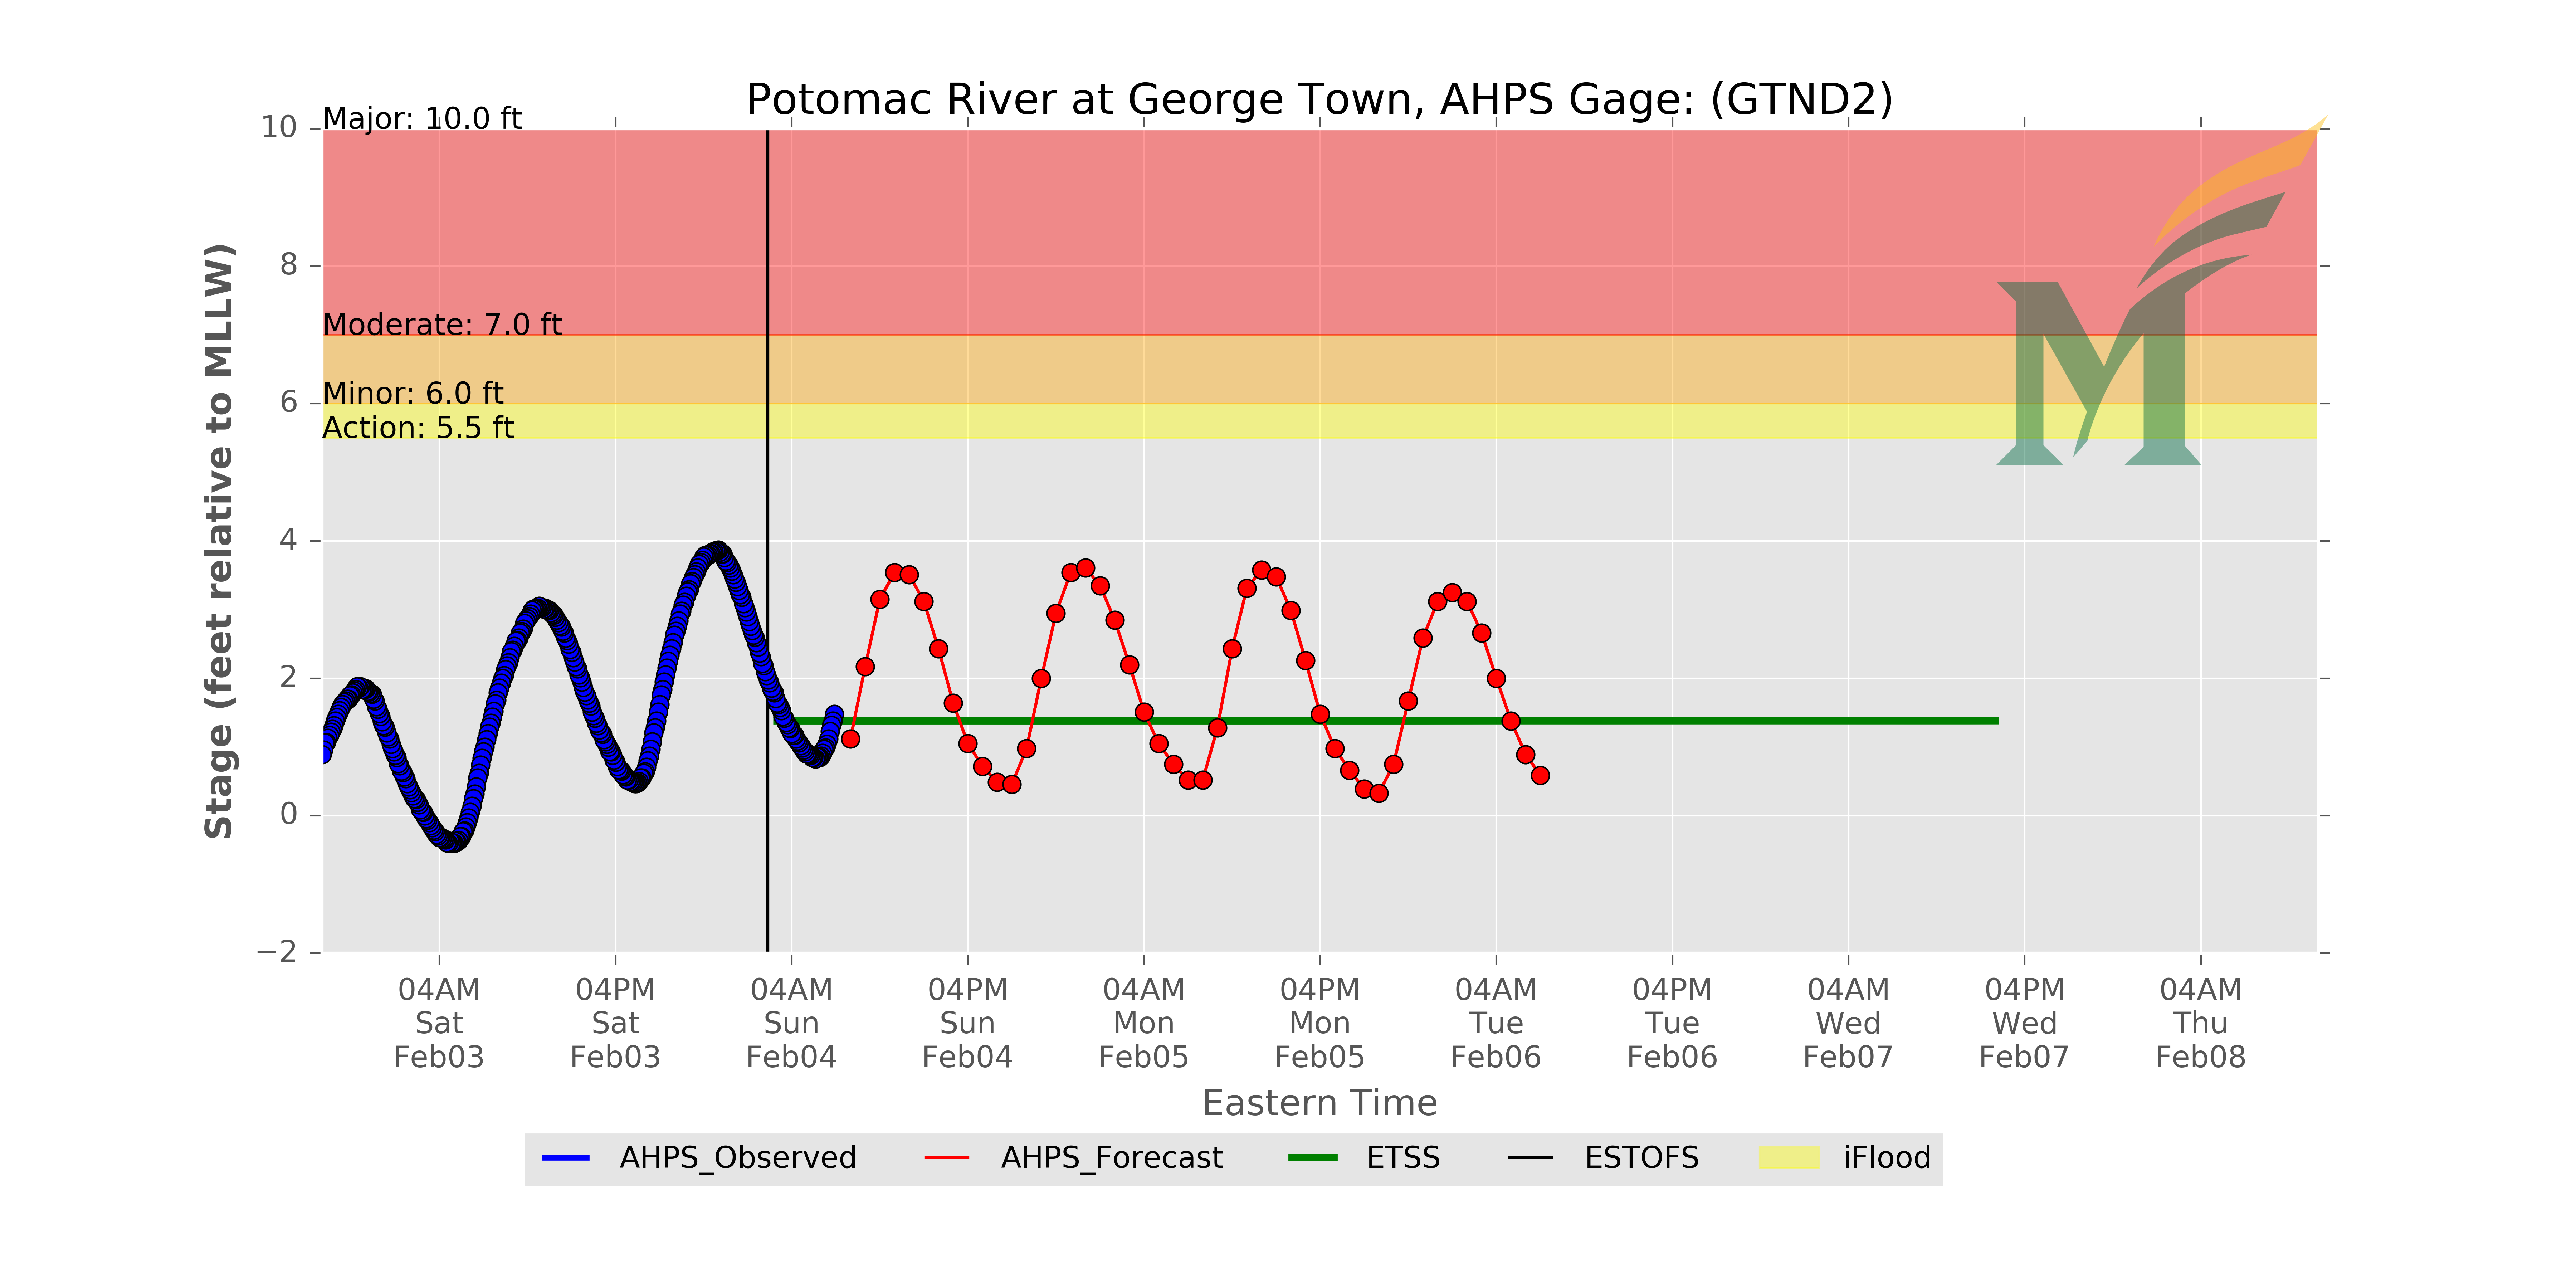 Potomac River at George Town, AHPS Gage: (GTND2)
Major: 10.0 ft
Moderate: 7.0 ft
Minor: 6.0 ft
Action: 5.5 ft
Stage (feet relative to MLLW)
10
8
6
4
2
0
−2
04AM
Sat
Feb03
04PM
Sat
Feb03
04AM
Sun
Feb04
04PM
Sun
Feb04
04AM
Mon
Feb05
04PM
Mon
Feb05
04AM
Tue
Feb06
04PM
Tue
Feb06
04AM
Wed
Feb07
04PM
Wed
Feb07
04AM
Thu
Feb08
Eastern Time
AHPS_Observed
AHPS_Forecast
ETSS
ESTOFS
iFlood